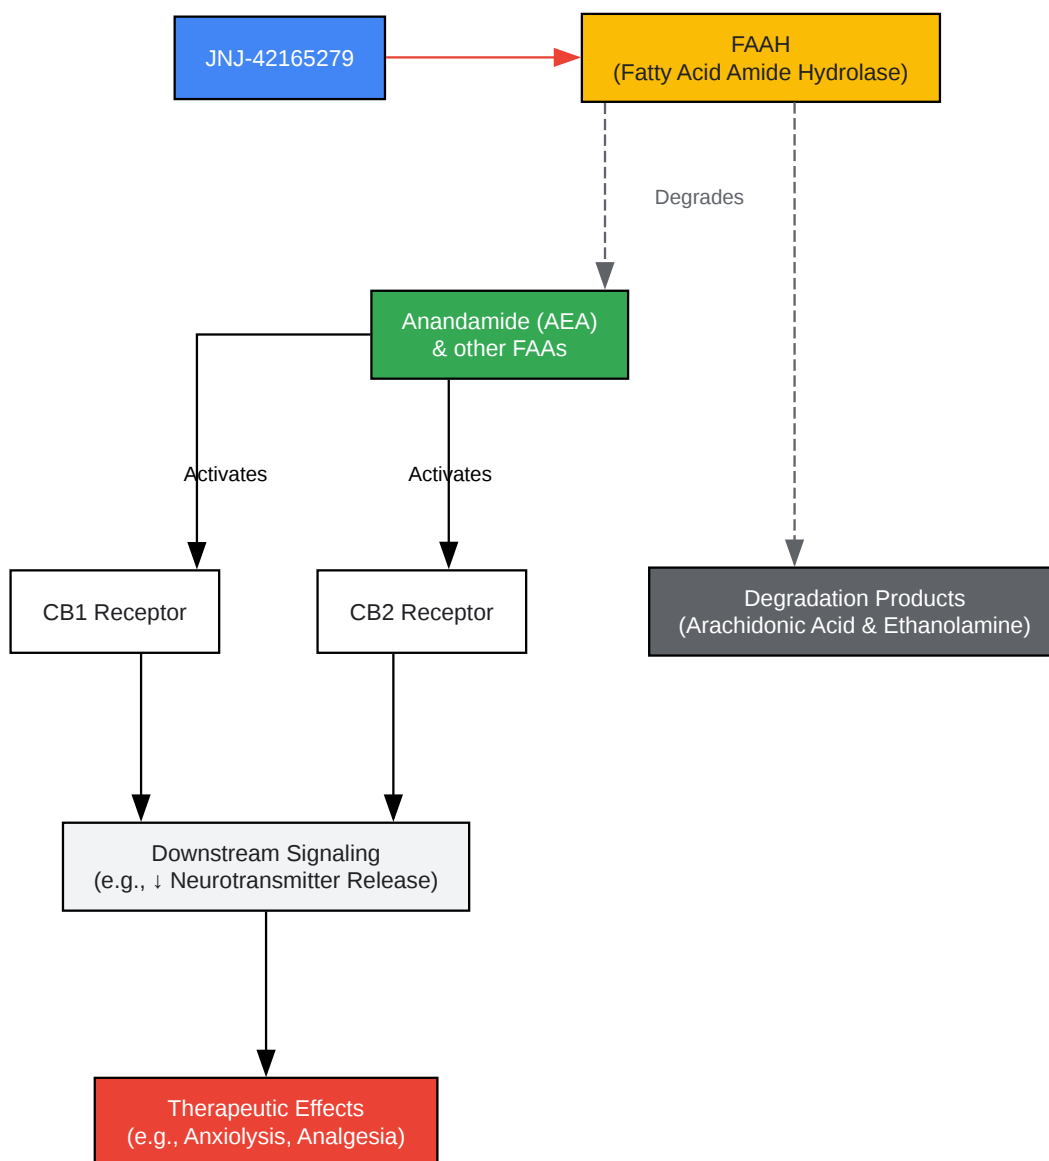 JNJ-42165279
FAAH
(Fatty Acid Amide Hydrolase)
Degrades
Anandamide (AEA)
& other FAAs
Activates
Activates
CB1 Receptor
CB2 Receptor
Degradation Products
(Arachidonic Acid & Ethanolamine)
Downstream Signaling
(e.g., ↓ Neurotransmitter Release)
Therapeutic Effects
(e.g., Anxiolysis, Analgesia)